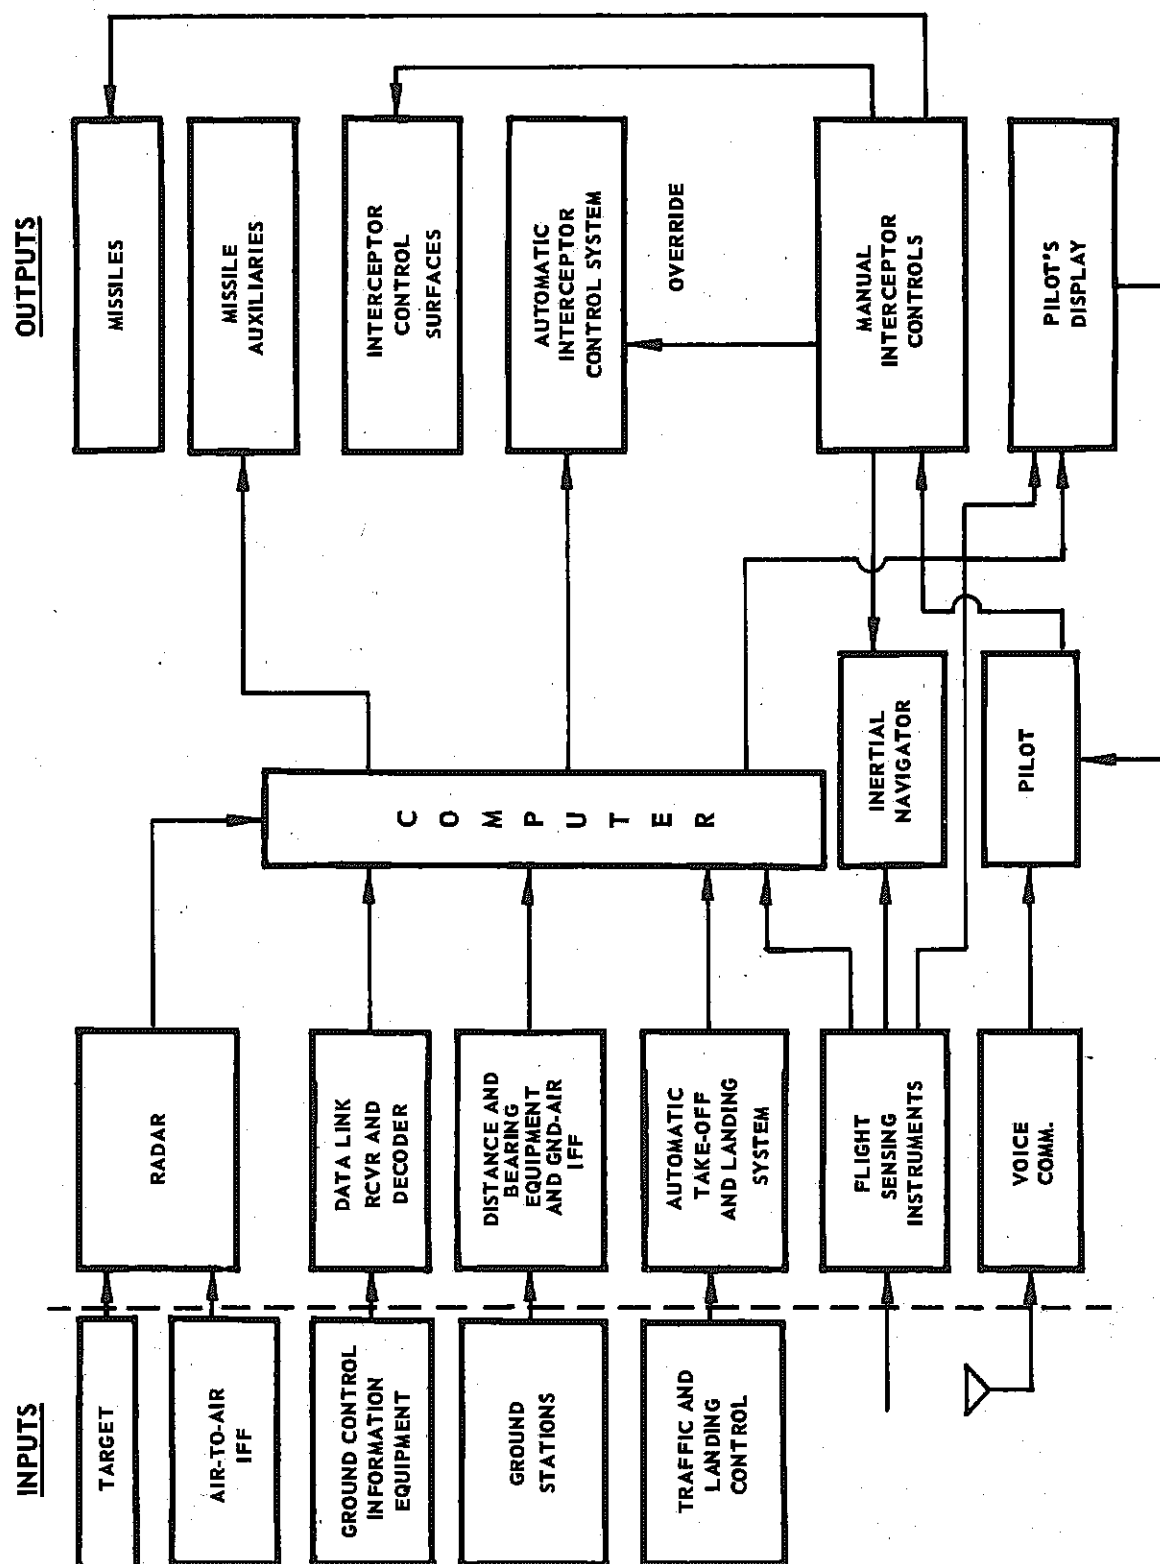 INPUTS
TARGET
AIR-TO-AIR
IFF
GROUND CONTROL
INFORMATION
EQUIPMENT
GROUND
STATIONS
TRAFFIC AND
LANDING
CONTROL
RADAR
DATA LINK
RCVR AND
DECODER
DISTANCE AND
BEARING
EQUIPMENT
AND GND-AIR
IFF
AUTOMATIC
TAKE-OFF
AND LANDING
SYSTEM
FLIGHT
SENSING
INSTRUMENTS
VOICE
COMM.
COMPUTER
INERTIAL
NAVIGATOR
PILOT
OUTPUTS
MISSILES
MISSILE
AUXILIARIES
INTERCEPTOR
CONTROL
SURFACES
AUTOMATIC
INTERCEPTOR
CONTROL SYSTEM
OVERRIDE
MANUAL
INTERCEPTOR
CONTROLS
PILOT'S
DISPLAY